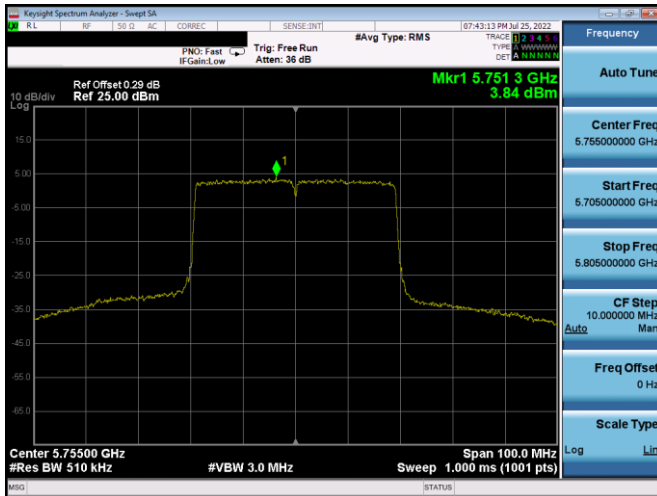 Keysight Spectrum Analyzer - Swept SA
RL RF 50 Ω AC CORREC SENSE:INT 07:43:13 PM Jul 25, 2022
#Avg Type: RMS
TRACE 1 2 3 4 5 6
TYPE A WWWWW
DET A N N N N N
PNO: Fast
IFGain:Low
Trig: Free Run
Atten: 36 dB
Ref Offset 0.29 dB
Ref 25.00 dBm
10 dB/div
Log
Mkr1 5.751 3 GHz
3.84 dBm
1
15.0
5.00
-5.00
-15.0
-25.0
-35.0
-45.0
-55.0
-65.0
Center 5.75500 GHz
Span 100.0 MHz
#Res BW 510 kHz
#VBW 3.0 MHz
Sweep 1.000 ms (1001 pts)
MSG
STATUS
Frequency
Auto Tune
Center Freq
5.755000000 GHz
Start Freq
5.705000000 GHz
Stop Freq
5.805000000 GHz
CF Step
10.000000 MHz
Auto Man
Freq Offset
0 Hz
Scale Type
Log Lin